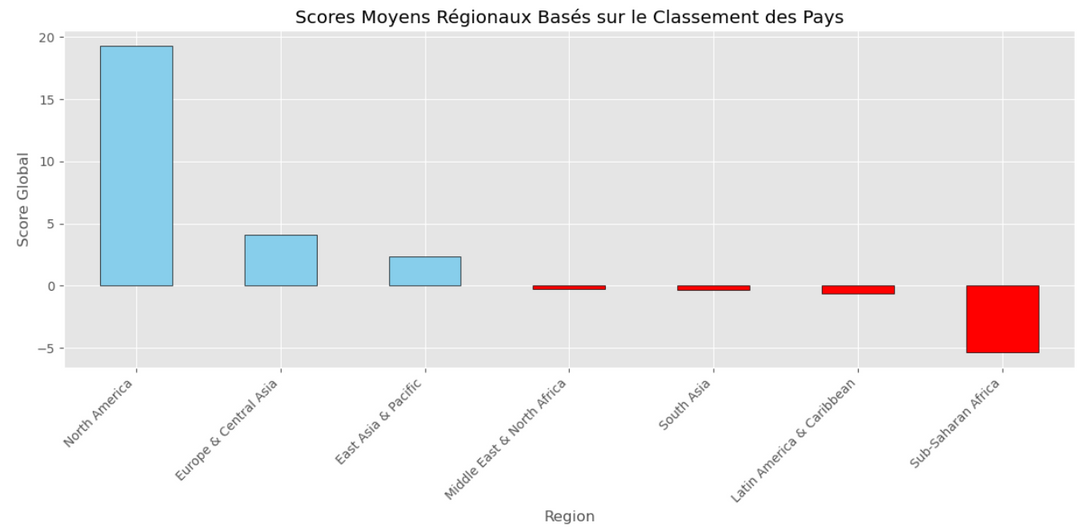 Scores Moyens Régionaux Basés sur le Classement des Pays
Score Global
20
15
10
5
0
−5
North America
Europe & Central Asia
East Asia & Pacific
Middle East & North Africa
South Asia
Latin America & Caribbean
Sub-Saharan Africa
Region